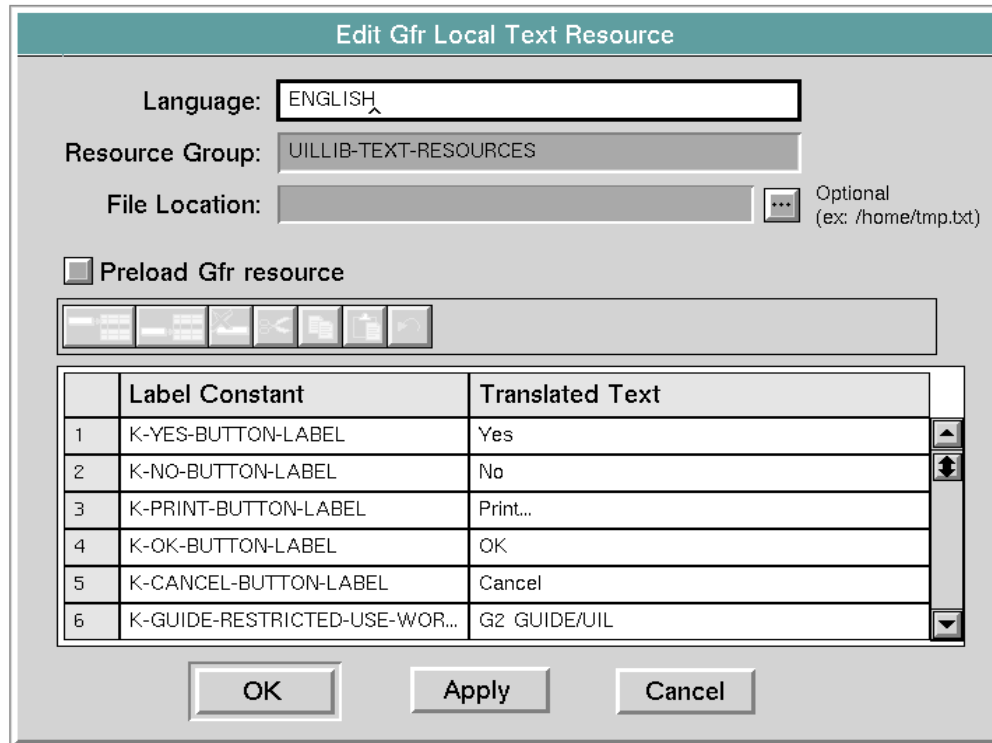 Edit Gfr Local Text Resource
Language: ENGLISH
Resource Group: UILLIB-TEXT-RESOURCES
File Location: ... Optional
(ex: /home/tmp.txt)
Preload Gfr resource
Label Constant Translated Text
1 K-YES-BUTTON-LABEL Yes
2 K-NO-BUTTON-LABEL No
3 K-PRINT-BUTTON-LABEL Print...
4 K-OK-BUTTON-LABEL OK
5 K-CANCEL-BUTTON-LABEL Cancel
6 K-GUIDE-RESTRICTED-USE-WOR... G2 GUIDE/UIL
OK Apply Cancel